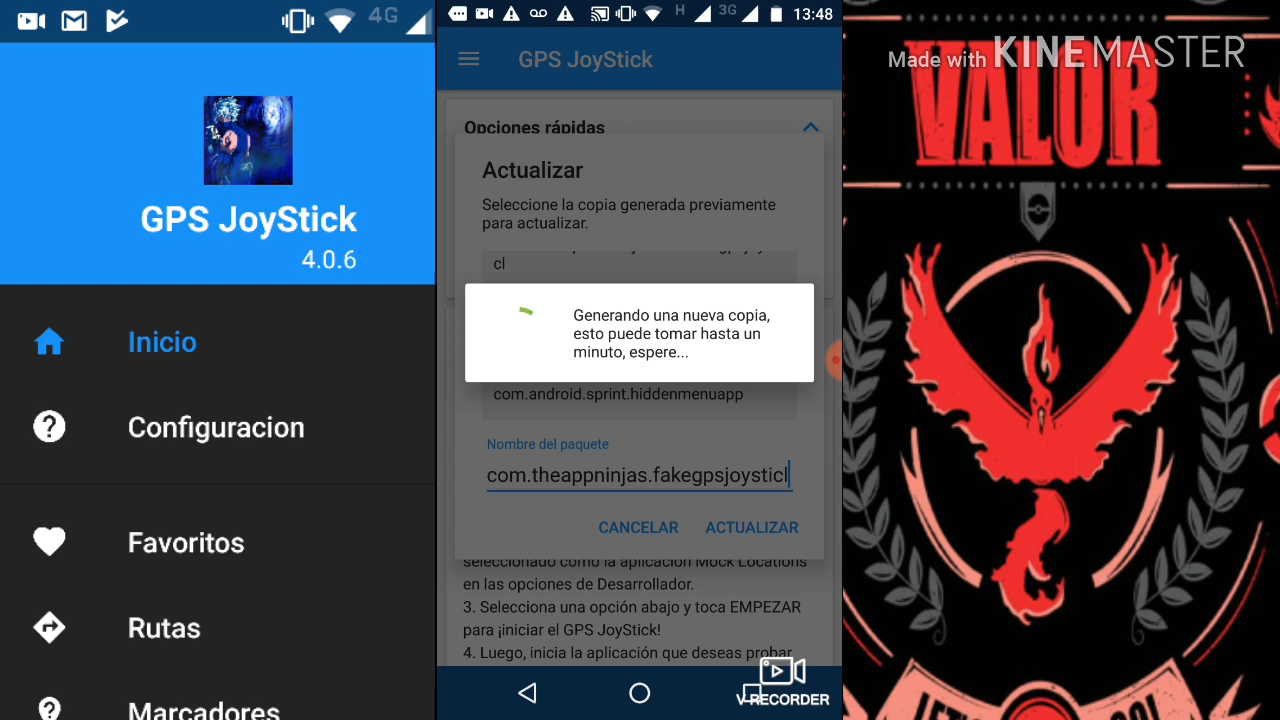 4G
GPS JoyStick
4.0.6
Inicio
Configuracion
Favoritos
Rutas
Marcadores
H
3G
13:48
GPS JoyStick
Opciones rápidas
Actualizar
Seleccione la copia generada previamente
para actualizar.
cl
Generando una nueva copia,
esto puede tomar hasta un
minuto, espere...
com.android.sprint.hiddenmenuapp
Nombre del paquete
com.theappninjas.fakegpsjoysticl
CANCELAR
ACTUALIZAR
seleccionado como la aplicación Mock Locations
en las opciones de Desarrollador.
3. Selecciona una opción abajo y toca EMPEZAR
para ¡iniciar el GPS JoyStick!
4. Luego, inicia la aplicación que deseas probar
V RECORDER
Made with KINEMASTER
VALOR